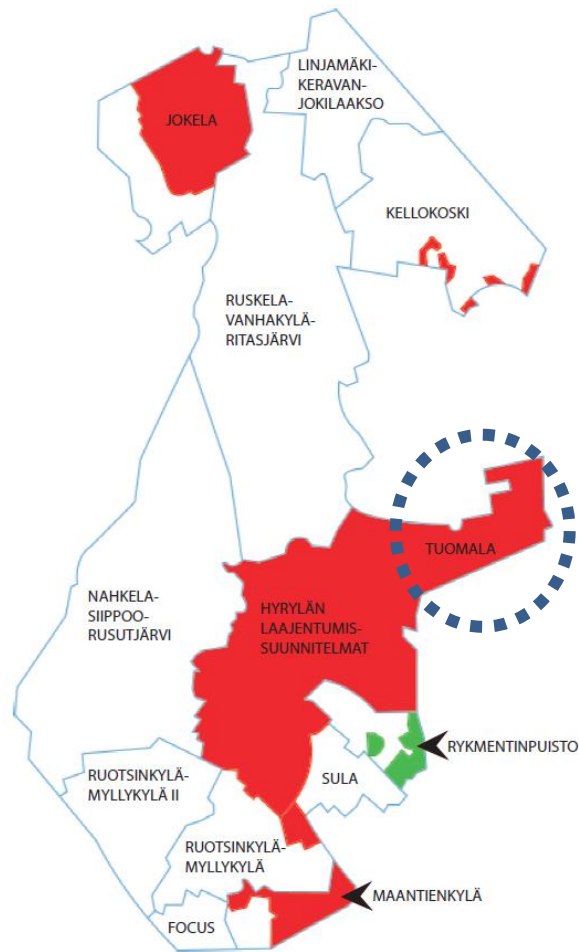 LINJAMÄKI-
KERAVAN-
JOKILAAKSO
JOKELA
KELLOKOSKI
RUSKELA-
VANHAKYLÄ-
RITASJÄRVI
TUOMALA
NAHKELA-
SIIPPOO-
RUSUTJÄRVI
HYRYLÄN
LAAJENTUMIS-
SUUNNITELMAT
RYKMENTINPUISTO
RUOTSINKYLÄ-
MYLLYKYLÄ II
SULA
RUOTSINKYLÄ-
MYLLYKYLÄ
MAANTIENKYLÄ
FOCUS